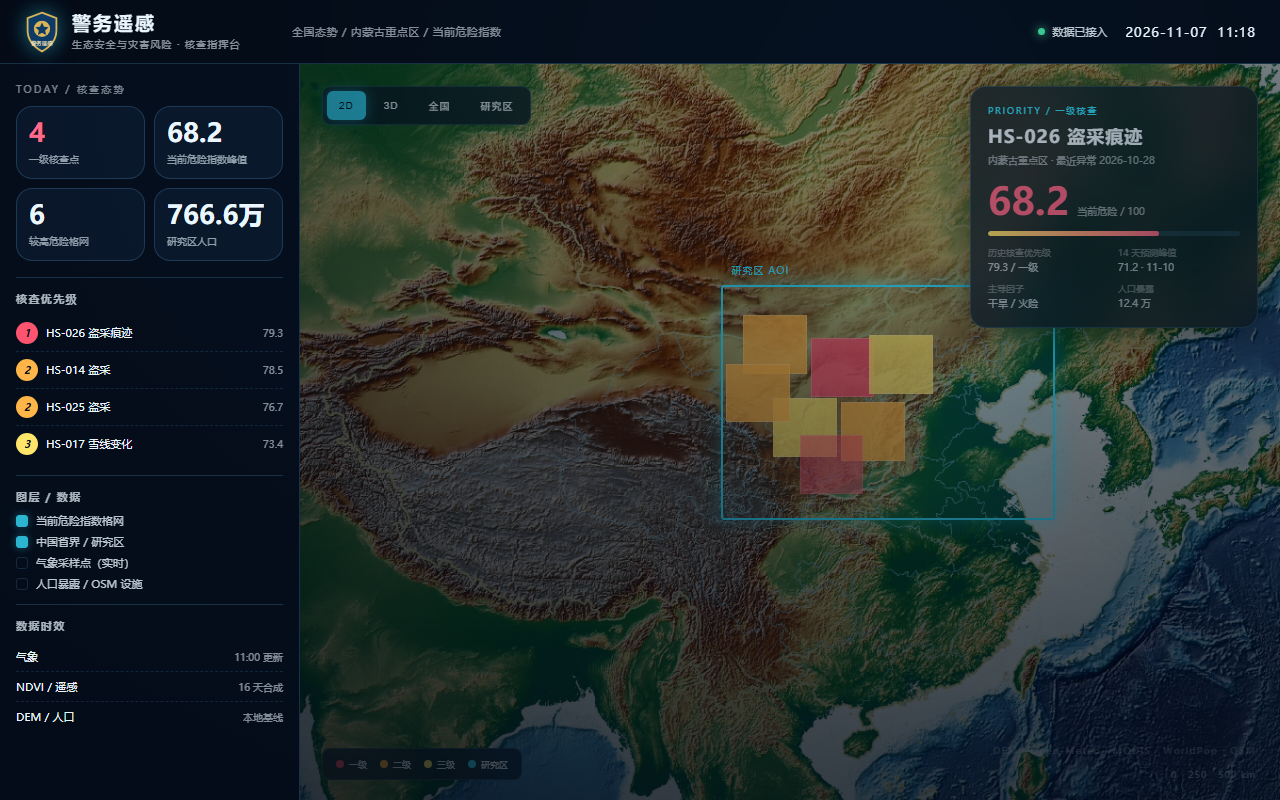 警务遥感
警务遥感
生态安全与灾害风险 · 核查指挥台
全国态势 / 内蒙古重点区 / 当前危险指数
数据已接入
2026-11-07 11:18
TODAY / 核查态势
4
一级核查点
68.2
当前危险指数峰值
6
较高危险格网
766.6万
研究区人口
核查优先级
1 HS-026 盗采痕迹 79.3
2 HS-014 盗采 78.5
2 HS-025 盗采 76.7
3 HS-017 雪线变化 73.4
图层 / 数据
当前危险指数格网
中国省界 / 研究区
气象采样点（实时）
人口暴露 / OSM 设施
数据时效
气象 11:00 更新
NDVI / 遥感 16 天合成
DEM / 人口 本地基线
2D 3D 全国 研究区
研究区 AOI
PRIORITY / 一级核查
HS-026 盗采痕迹
内蒙古重点区 · 最近异常 2026-10-28
68.2 当前危险 / 100
历史核查优先级 14 天预测峰值
79.3 / 一级 71.2 · 11-10
主导因子 人口暴露
干旱 / 火险 12.4 万
一级 二级 三级 研究区
/ WorldPop · OSM
0 250 500 km